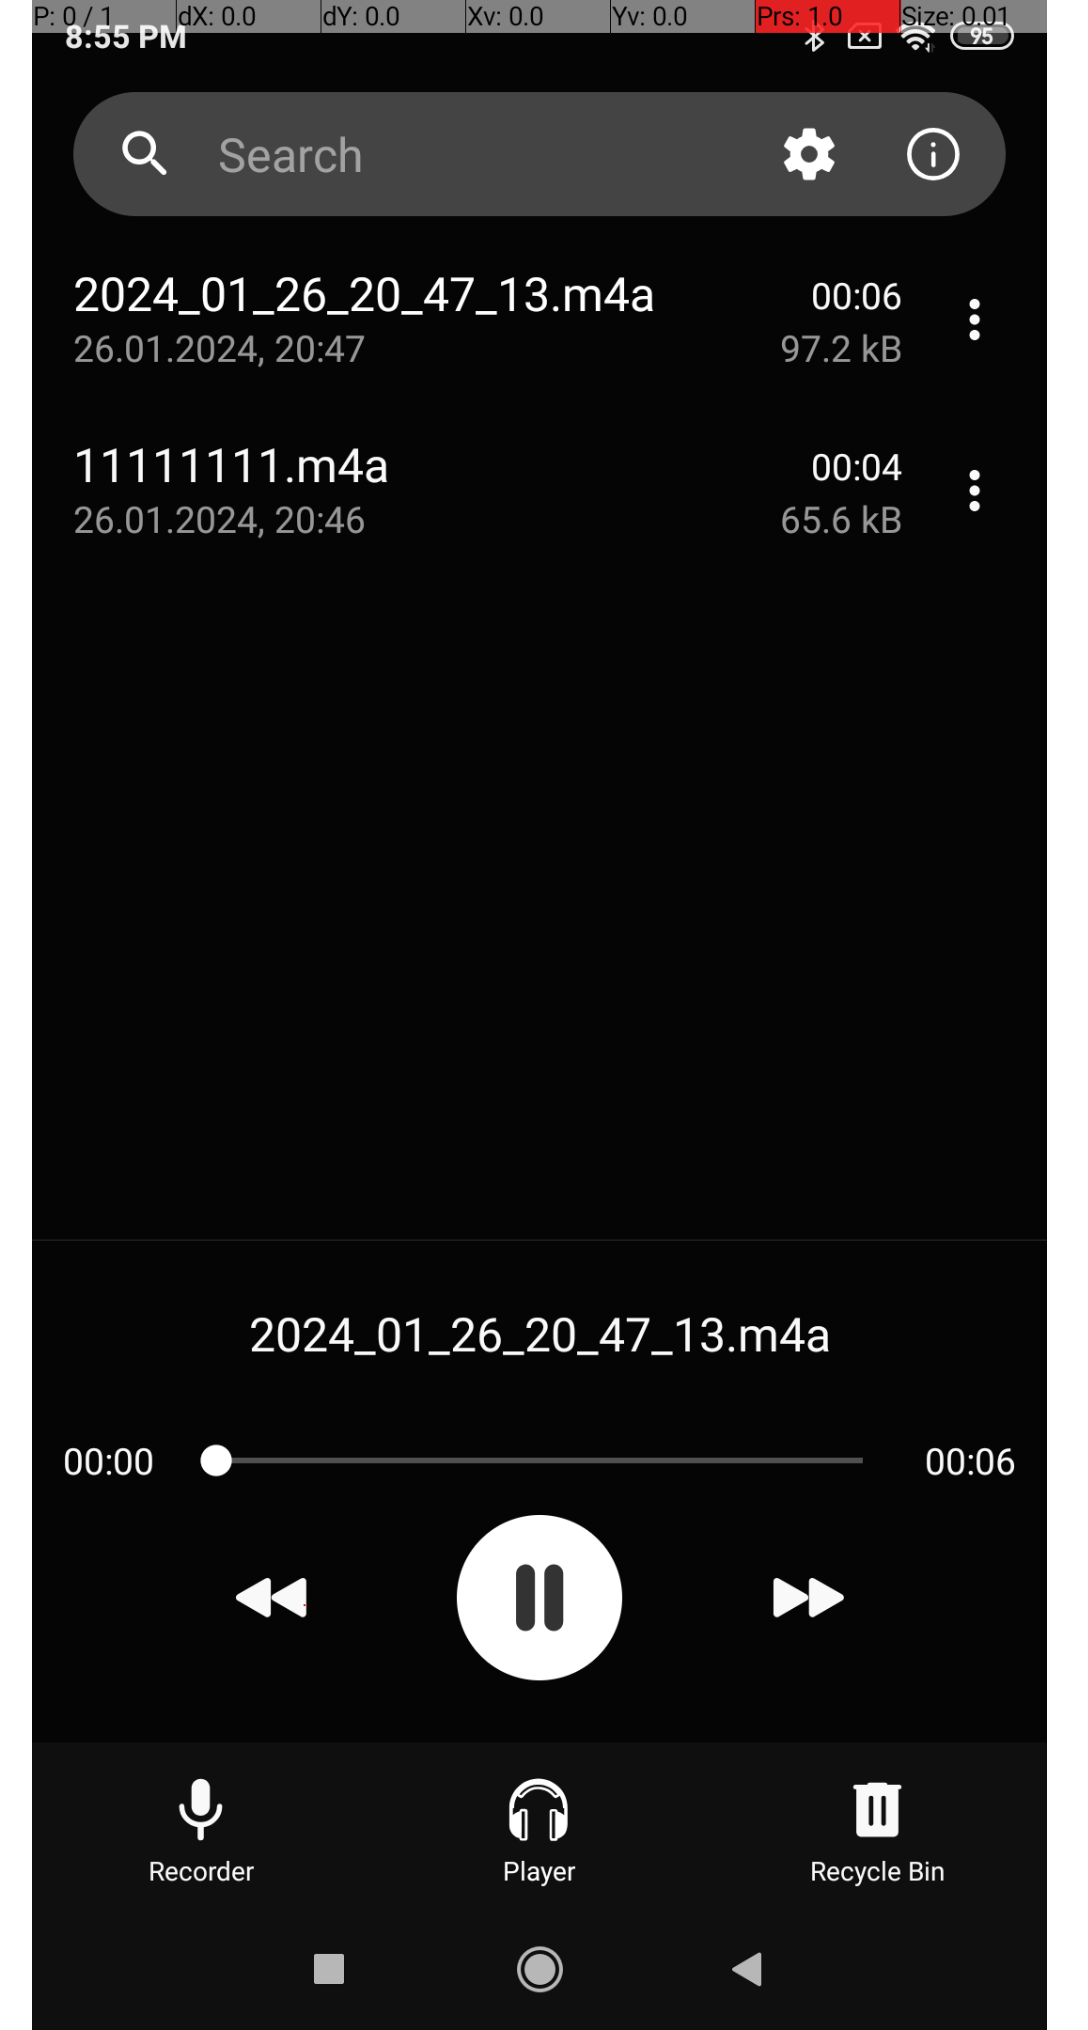 P: 0 / 1 dX: 0.0 dY: 0.0 Xv: 0.0 Yv: 0.0 Prs: 1.0 Size: 0.01
8:55 PM 95
Search
2024_01_26_20_47_13.m4a 00:06
26.01.2024, 20:47 97.2 kB
11111111.m4a 00:04
26.01.2024, 20:46 65.6 kB
2024_01_26_20_47_13.m4a
00:00 00:06
Recorder Player Recycle Bin